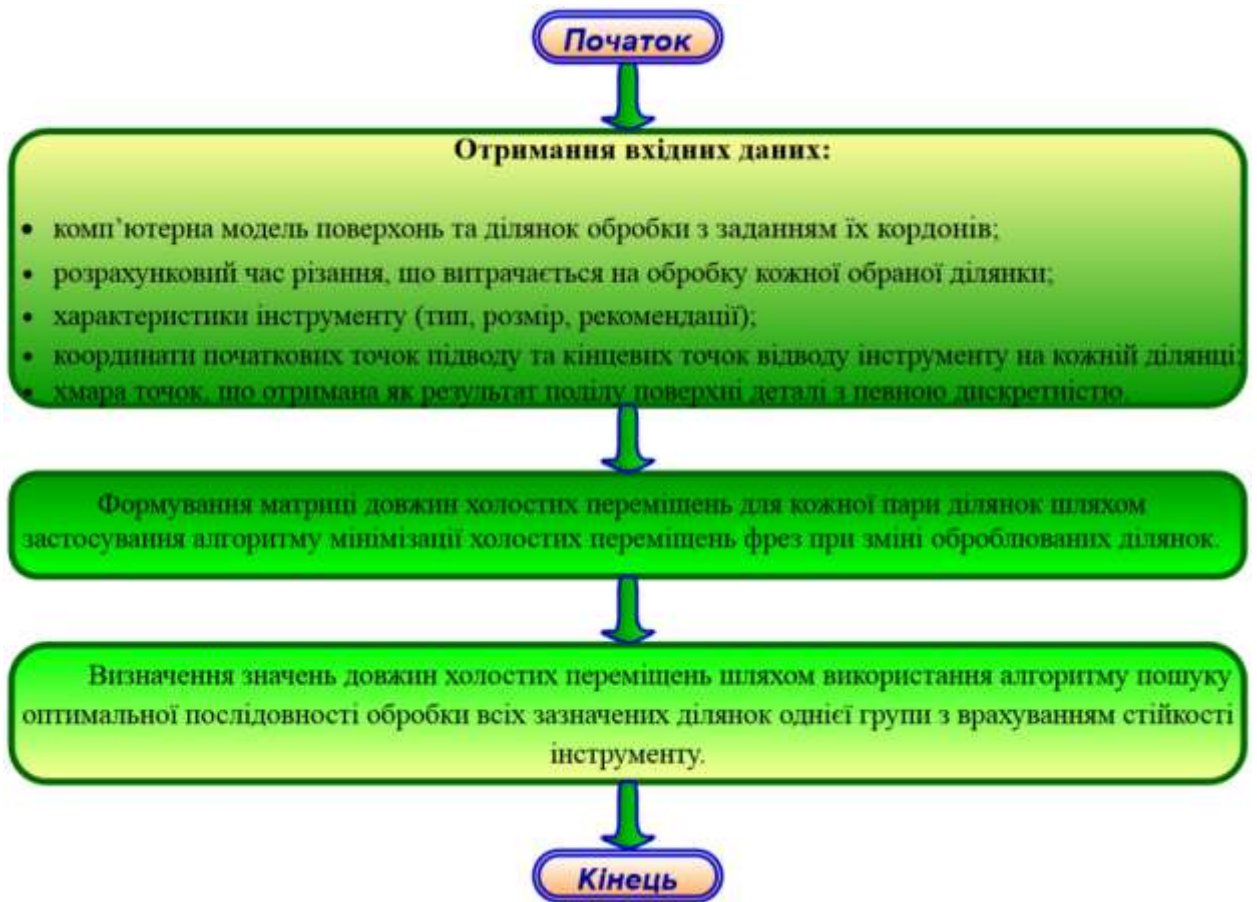 Початок
Отримання вхідних даних:
• комп’ютерна модель поверхонь та ділянок обробки з заданням їх кордонів;
• розрахунковий час різання, що витрачається на обробку кожної обраної ділянки;
• характеристики інструменту (тип, розмір, рекомендації);
• координати початкових точок підводу та кінцевих точок відводу інструменту на кожній ділянці;
• хмара точок, що отримана як результат поділу поверхні деталі з певною дискретністю.
Формування матриці довжин холостих переміщень для кожної пари ділянок шляхом
застосування алгоритму мінімізації холостих переміщень фрез при зміні оброблюваних ділянок.
Визначення значень довжин холостих переміщень шляхом використання алгоритму пошуку
оптимальної послідовності обробки всіх зазначених ділянок однієї групи з врахуванням стійкості
інструменту.
Кінець